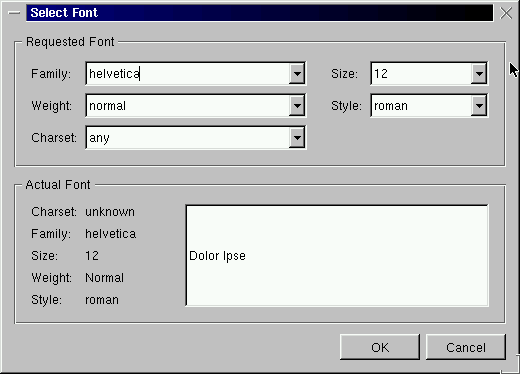 Select Font
Requested Font
Family: helvetica Size: 12
Weight: normal Style: roman
Charset: any
Actual Font
Charset: unknown
Family: helvetica
Size: 12
Weight: Normal
Style: roman
Dolor Ipse
OK Cancel